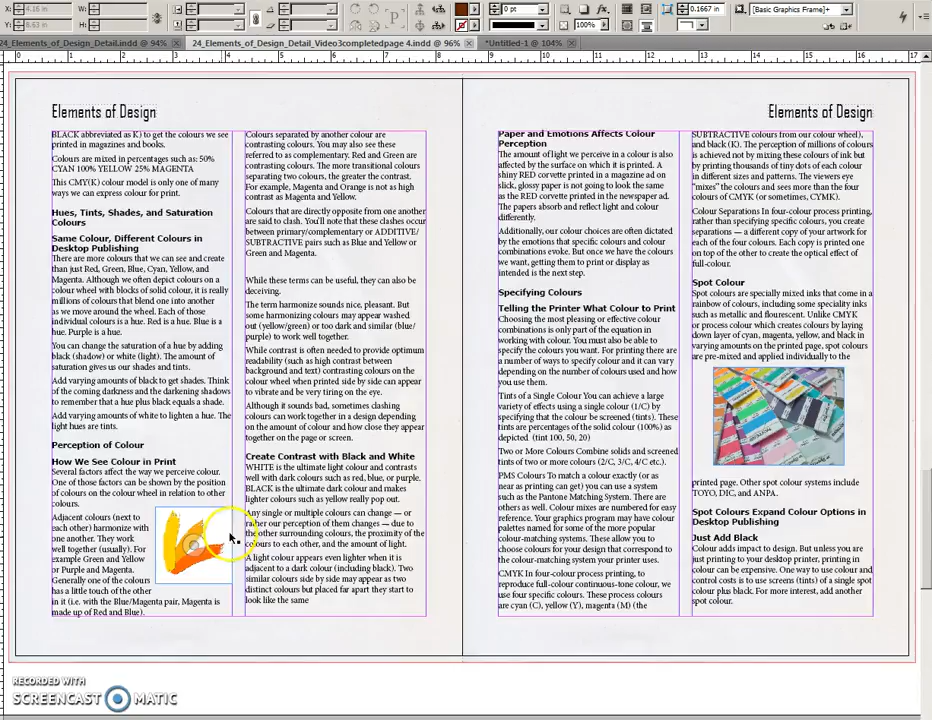 X: 4.16 in
W:
0 pt
0.1667 in
[Basic Graphics Frame]+
Y: 8.63 in
H:
100%
24_Elements_of_Design_Detail.indd @ 94%
24_Elements_of_Design_Detail_Video3completedpage 4.indd @ 96%
*Untitled-1 @ 104%
0 1 2 3 4 5 6 7 8 9 10 11 12 13 14 15 16 17
Elements of Design
BLACK abbreviated as K) to get the colours we see
printed in magazines and books.
Colours are mixed in percentages such as: 50%
CYAN 100% YELLOW 25% MAGENTA
This CMY(K) colour model is only one of many
ways we can express colour for print.
Hues, Tints, Shades, and Saturation
Colours
Same Colour, Different Colours in
Desktop Publishing
There are more colours that we can see and create
than just Red, Green, Blue, Cyan, Yellow, and
Magenta. Although we often depict colours on a
colour wheel with blocks of solid colour, it is really
millions of colours that blend one into another
as we move around the wheel. Each of those
individual colours is a hue. Red is a hue. Blue is a
hue. Purple is a hue.
You can change the saturation of a hue by adding
black (shadow) or white (light). The amount of
saturation gives us our shades and tints.
Add varying amounts of black to get shades. Think
of the coming darkness and the darkening shadows
to remember that a hue plus black equals a shade.
Add varying amounts of white to lighten a hue. The
light hues are tints.
Perception of Colour
How We See Colour in Print
Several factors affect the way we perceive colour.
One of those factors can be shown by the position
of colours on the colour wheel in relation to other
colours.
Adjacent colours (next to
each other) harmonize with
one another. They work
well together (usually). For
example Green and Yellow
or Purple and Magenta.
Generally one of the colours
has a little touch of the other
in it (i.e. with the Blue/Magenta pair, Magenta is
made up of Red and Blue).
Colours separated by another colour are
contrasting colours. You may also see these
referred to as complementary. Red and Green are
contrasting colours. The more transitional colours
separating two colours, the greater the contrast.
For example, Magenta and Orange is not as high
contrast as Magenta and Yellow.
Colours that are directly opposite from one another
are said to clash. You'll note that these clashes occur
between primary/complementary or ADDITIVE/
SUBTRACTIVE pairs such as Blue and Yellow or
Green and Magenta.
While these terms can be useful, they can also be
deceiving.
The term harmonize sounds nice, pleasant. But
some harmonizing colours may appear washed
out (yellow/green) or too dark and similar (blue/
purple) to work well together.
While contrast is often needed to provide optimum
readability (such as high contrast between
background and text) contrasting colours on the
colour wheel when printed side by side can appear
to vibrate and be very tiring on the eye.
Although it sounds bad, sometimes clashing
colours can work together in a design depending
on the amount of colour and how close they appear
together on the page or screen.
Create Contrast with Black and White
WHITE is the ultimate light colour and contrasts
well with dark colours such as red, blue, or purple.
BLACK is the ultimate dark colour and makes
lighter colours such as yellow really pop out.
Any single or multiple colours can change — or
rather our perception of them changes — due to
the other surrounding colours, the proximity of the
colours to each other, and the amount of light.
A light colour appears even lighter when it is
adjacent to a dark colour (including black). Two
similar colours side by side may appear as two
distinct colours but placed far apart they start to
look like the same
Elements of Design
Paper and Emotions Affects Colour
Perception
The amount of light we perceive in a colour is also
affected by the surface on which it is printed. A
shiny RED corvette printed in a magazine ad on
slick, glossy paper is not going to look the same
as the RED corvette printed in the newspaper ad.
The papers absorb and reflect light and colour
differently.
Additionally, our colour choices are often dictated
by the emotions that specific colours and colour
combinations evoke. But once we have the colours
we want, getting them to print or display as
intended is the next step.
Specifying Colours
Telling the Printer What Colour to Print
Choosing the most pleasing or effective colour
combinations is only part of the equation in
working with colour. You must also be able to
specify the colours you want. For printing there are
a number of ways to specify colour and it can vary
depending on the number of colours used and how
you use them.
Tints of a Single Colour You can achieve a large
variety of effects using a single colour (1/C) by
specifying that the colour be screened (tints). These
tints are percentages of the solid colour (100%) as
depicted  (tint 100, 50, 20)
Two or More Colours Combine solids and screened
tints of two or more colours (2/C, 3/C, 4/C etc.).
PMS Colours To match a colour exactly (or as
near as printing can get) you can use a system
such as the Pantone Matching System. There are
others as well. Colour mixes are numbered for easy
reference. Your graphics program may have colour
palettes named for some of the more popular
colour-matching systems. These allow you to
choose colours for your design that correspond to
the colour-matching system your printer uses.
CMYK In four-colour process printing, to
reproduce full-colour continuous-tone colour, we
use four specific colours. These process colours
are cyan (C), yellow (Y), magenta (M) (the
SUBTRACTIVE colours from our colour wheel),
and black (K). The perception of millions of colours
is achieved not by mixing these colours of ink but
by printing thousands of tiny dots of each colour
in different sizes and patterns. The viewers eye
"mixes" the colours and sees more than the four
colours of CMYK (or sometimes, CYMK).
Colour Separations In four-colour process printing,
rather than specifying specific colours, you create
separations — a different copy of your artwork for
each of the four colours. Each copy is printed one
on top of the other to create the optical effect of
full-colour.
Spot Colour
Spot colours are specially mixed inks that come in a
rainbow of colours, including some speciality inks
such as metallic and flourescent. Unlike CMYK
or process colour which creates colours by laying
down layer of cyan, magenta, yellow, and black in
varying amounts on the printed page, spot colours
are pre-mixed and applied individually to the
printed page. Other spot colour systems include
TOYO, DIC, and ANPA.
Spot Colours Expand Colour Options in
Desktop Publishing
Just Add Black
Colour adds impact to design. But unless you are
just printing to your desktop printer, printing in
colour can be expensive. One way to use colour and
control costs is to use screens (tints) of a single spot
colour plus black. For more interest, add another
spot colour.
RECORDED WITH
SCREENCAST MATIC